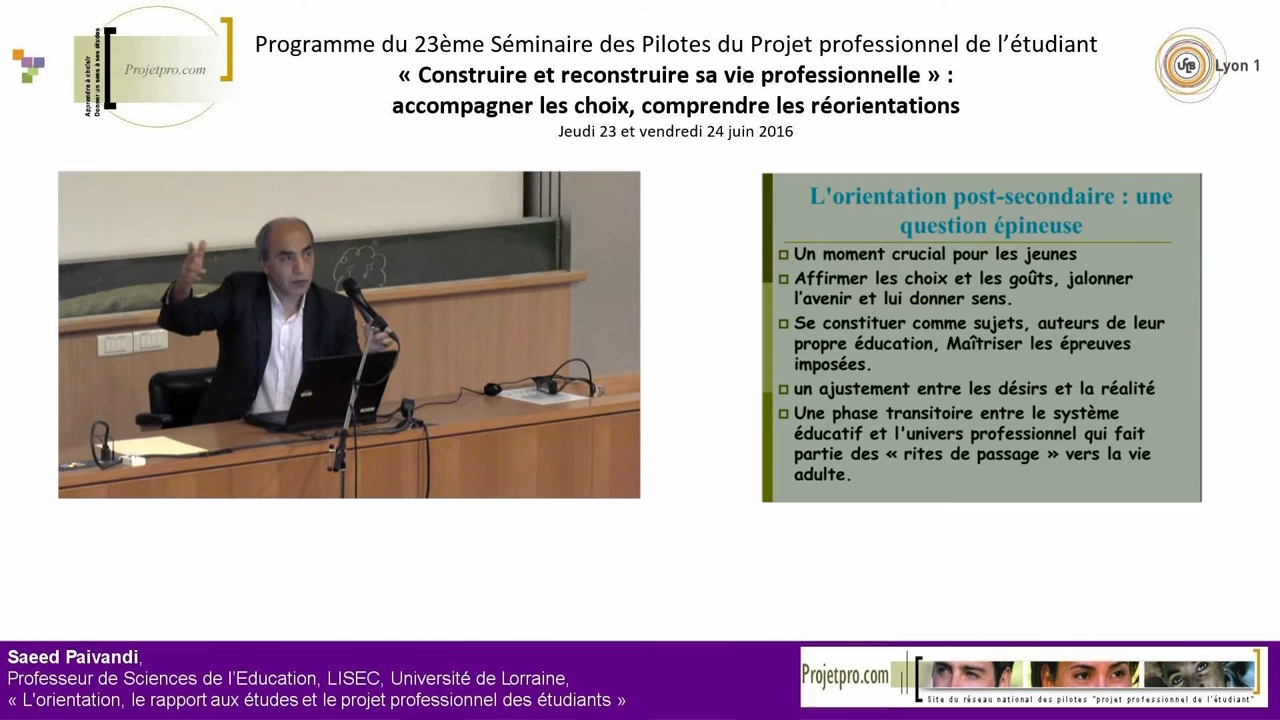 Apprendre à choisir
Donner un sens à ses études
Projetpro.com
Programme du 23ème Séminaire des Pilotes du Projet professionnel de l'étudiant
« Construire et reconstruire sa vie professionnelle » :
accompagner les choix, comprendre les réorientations
Jeudi 23 et vendredi 24 juin 2016
Lyon 1
L'orientation post-secondaire : une
question épineuse
Un moment crucial pour les jeunes
Affirmer les choix et les goûts, jalonner
l'avenir et lui donner sens.
Se constituer comme sujets, auteurs de leur
propre éducation, Maîtriser les épreuves
imposées.
un ajustement entre les désirs et la réalité
Une phase transitoire entre le système
éducatif et l'univers professionnel qui fait
partie des « rites de passage » vers la vie
adulte.
Saeed Paivandi,
Professeur de Sciences de l'Education, LISEC, Université de Lorraine,
« L'orientation, le rapport aux études et le projet professionnel des étudiants »
Projetpro.com
Site du réseau national des pilotes "projet professionnel de l'étudiant"